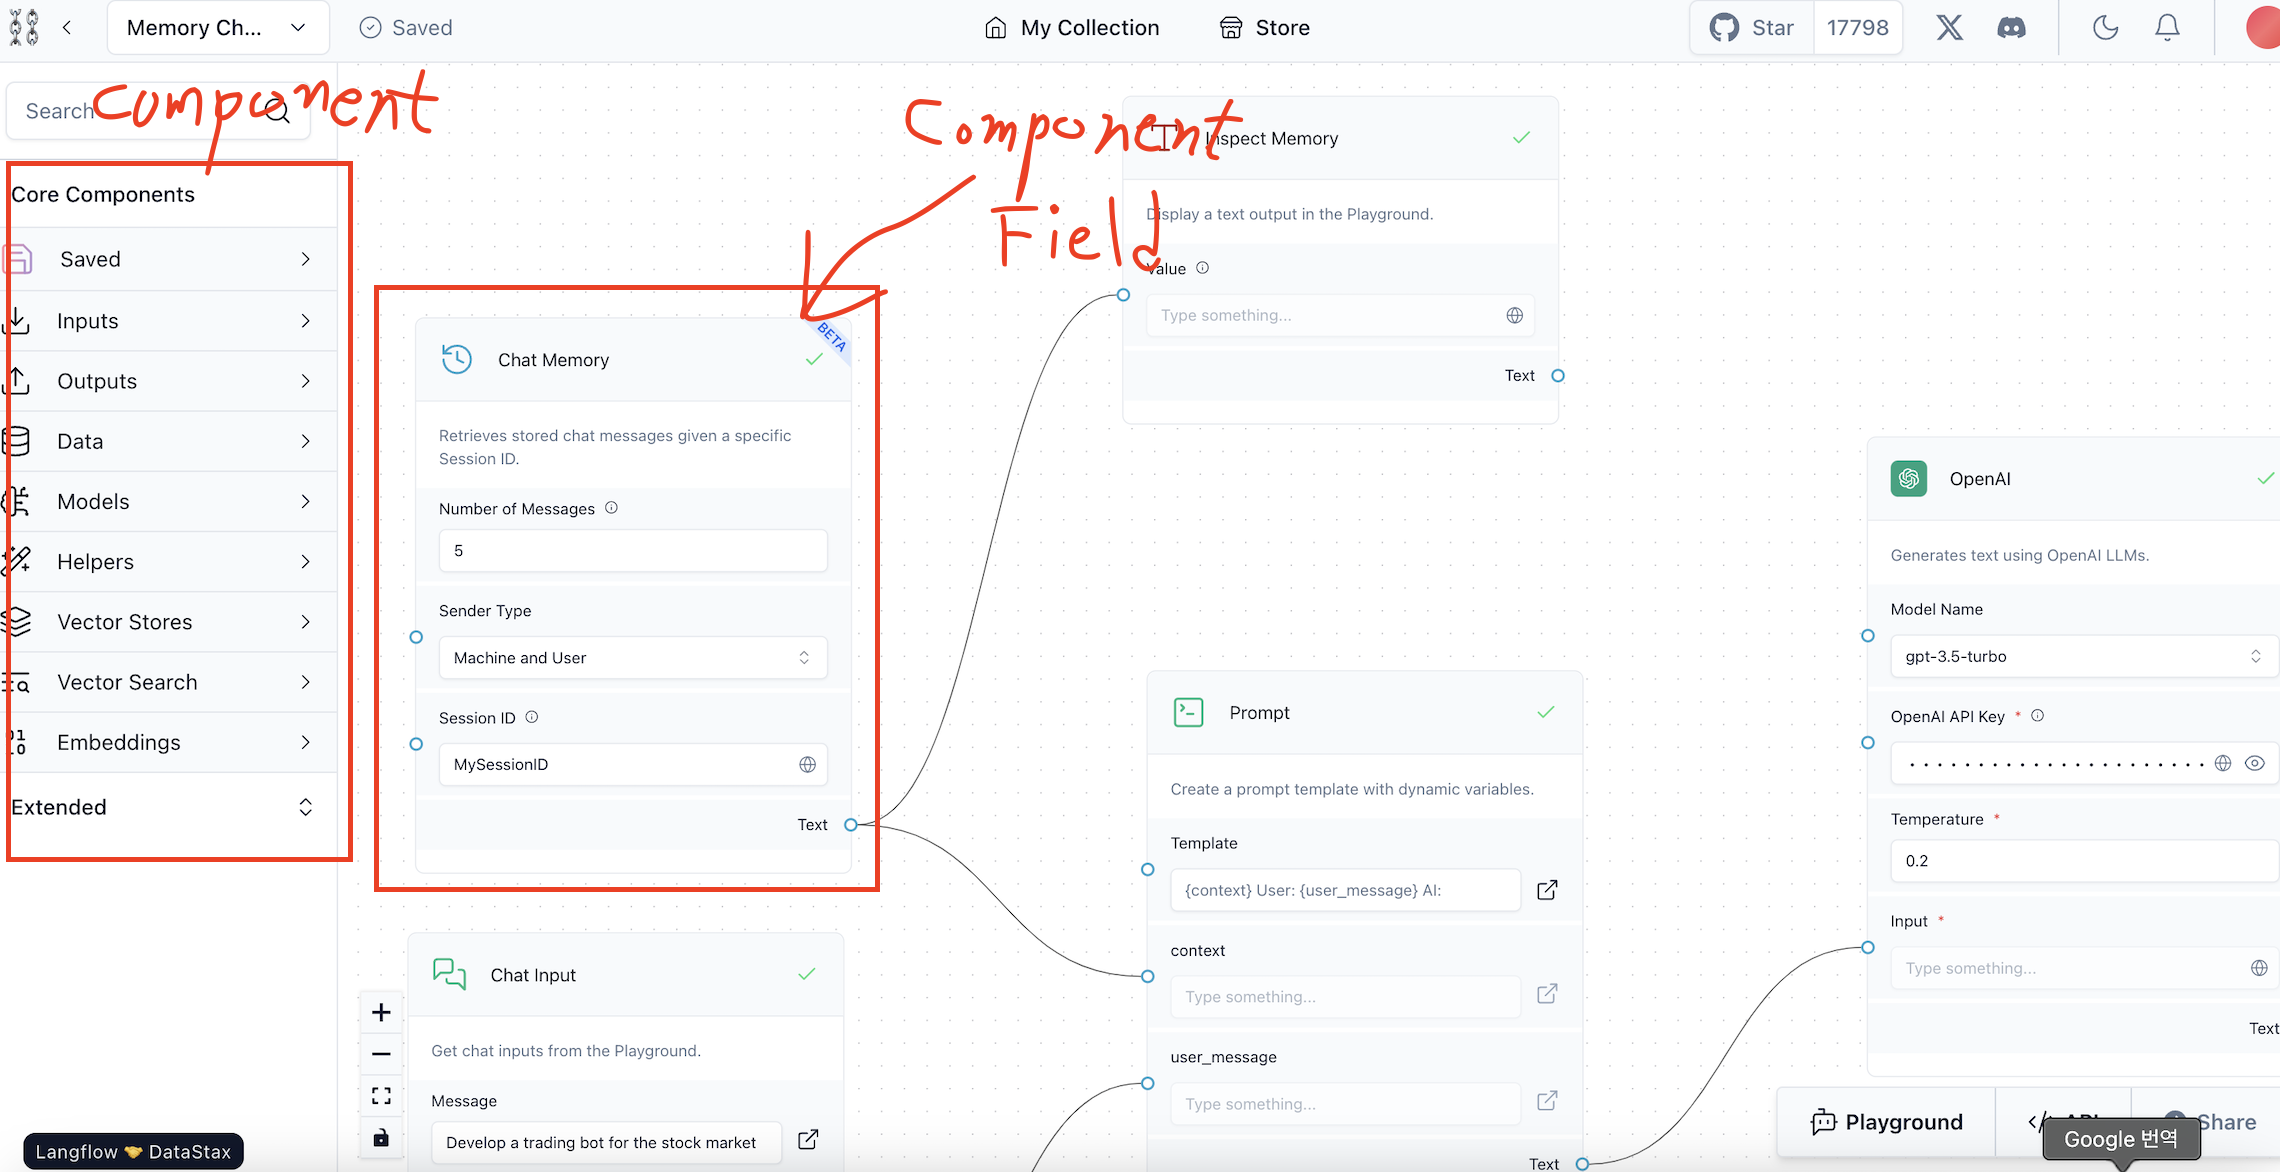 Memory Ch...
Saved
My Collection
Store
Star
17798
Search
Component
Component
Field
Core Components
Saved
Inputs
Outputs
Data
Models
Helpers
Vector Stores
Vector Search
Embeddings
Extended
BETA
Chat Memory
Retrieves stored chat messages given a specific
Session ID.
Number of Messages
5
Sender Type
Machine and User
Session ID
MySessionID
Text
Chat Input
Get chat inputs from the Playground.
Message
Develop a trading bot for the stock market
Inspect Memory
Display a text output in the Playground.
Value
Type something...
Text
Prompt
Create a prompt template with dynamic variables.
Template
{context} User: {user_message} AI:
context
Type something...
user_message
Type something...
Text
OpenAI
Generates text using OpenAI LLMs.
Model Name
gpt-3.5-turbo
OpenAI API Key *
Temperature *
0.2
Input *
Type something...
Text
Playground
API
Share
Google 번역
Langflow 🤝 DataStax